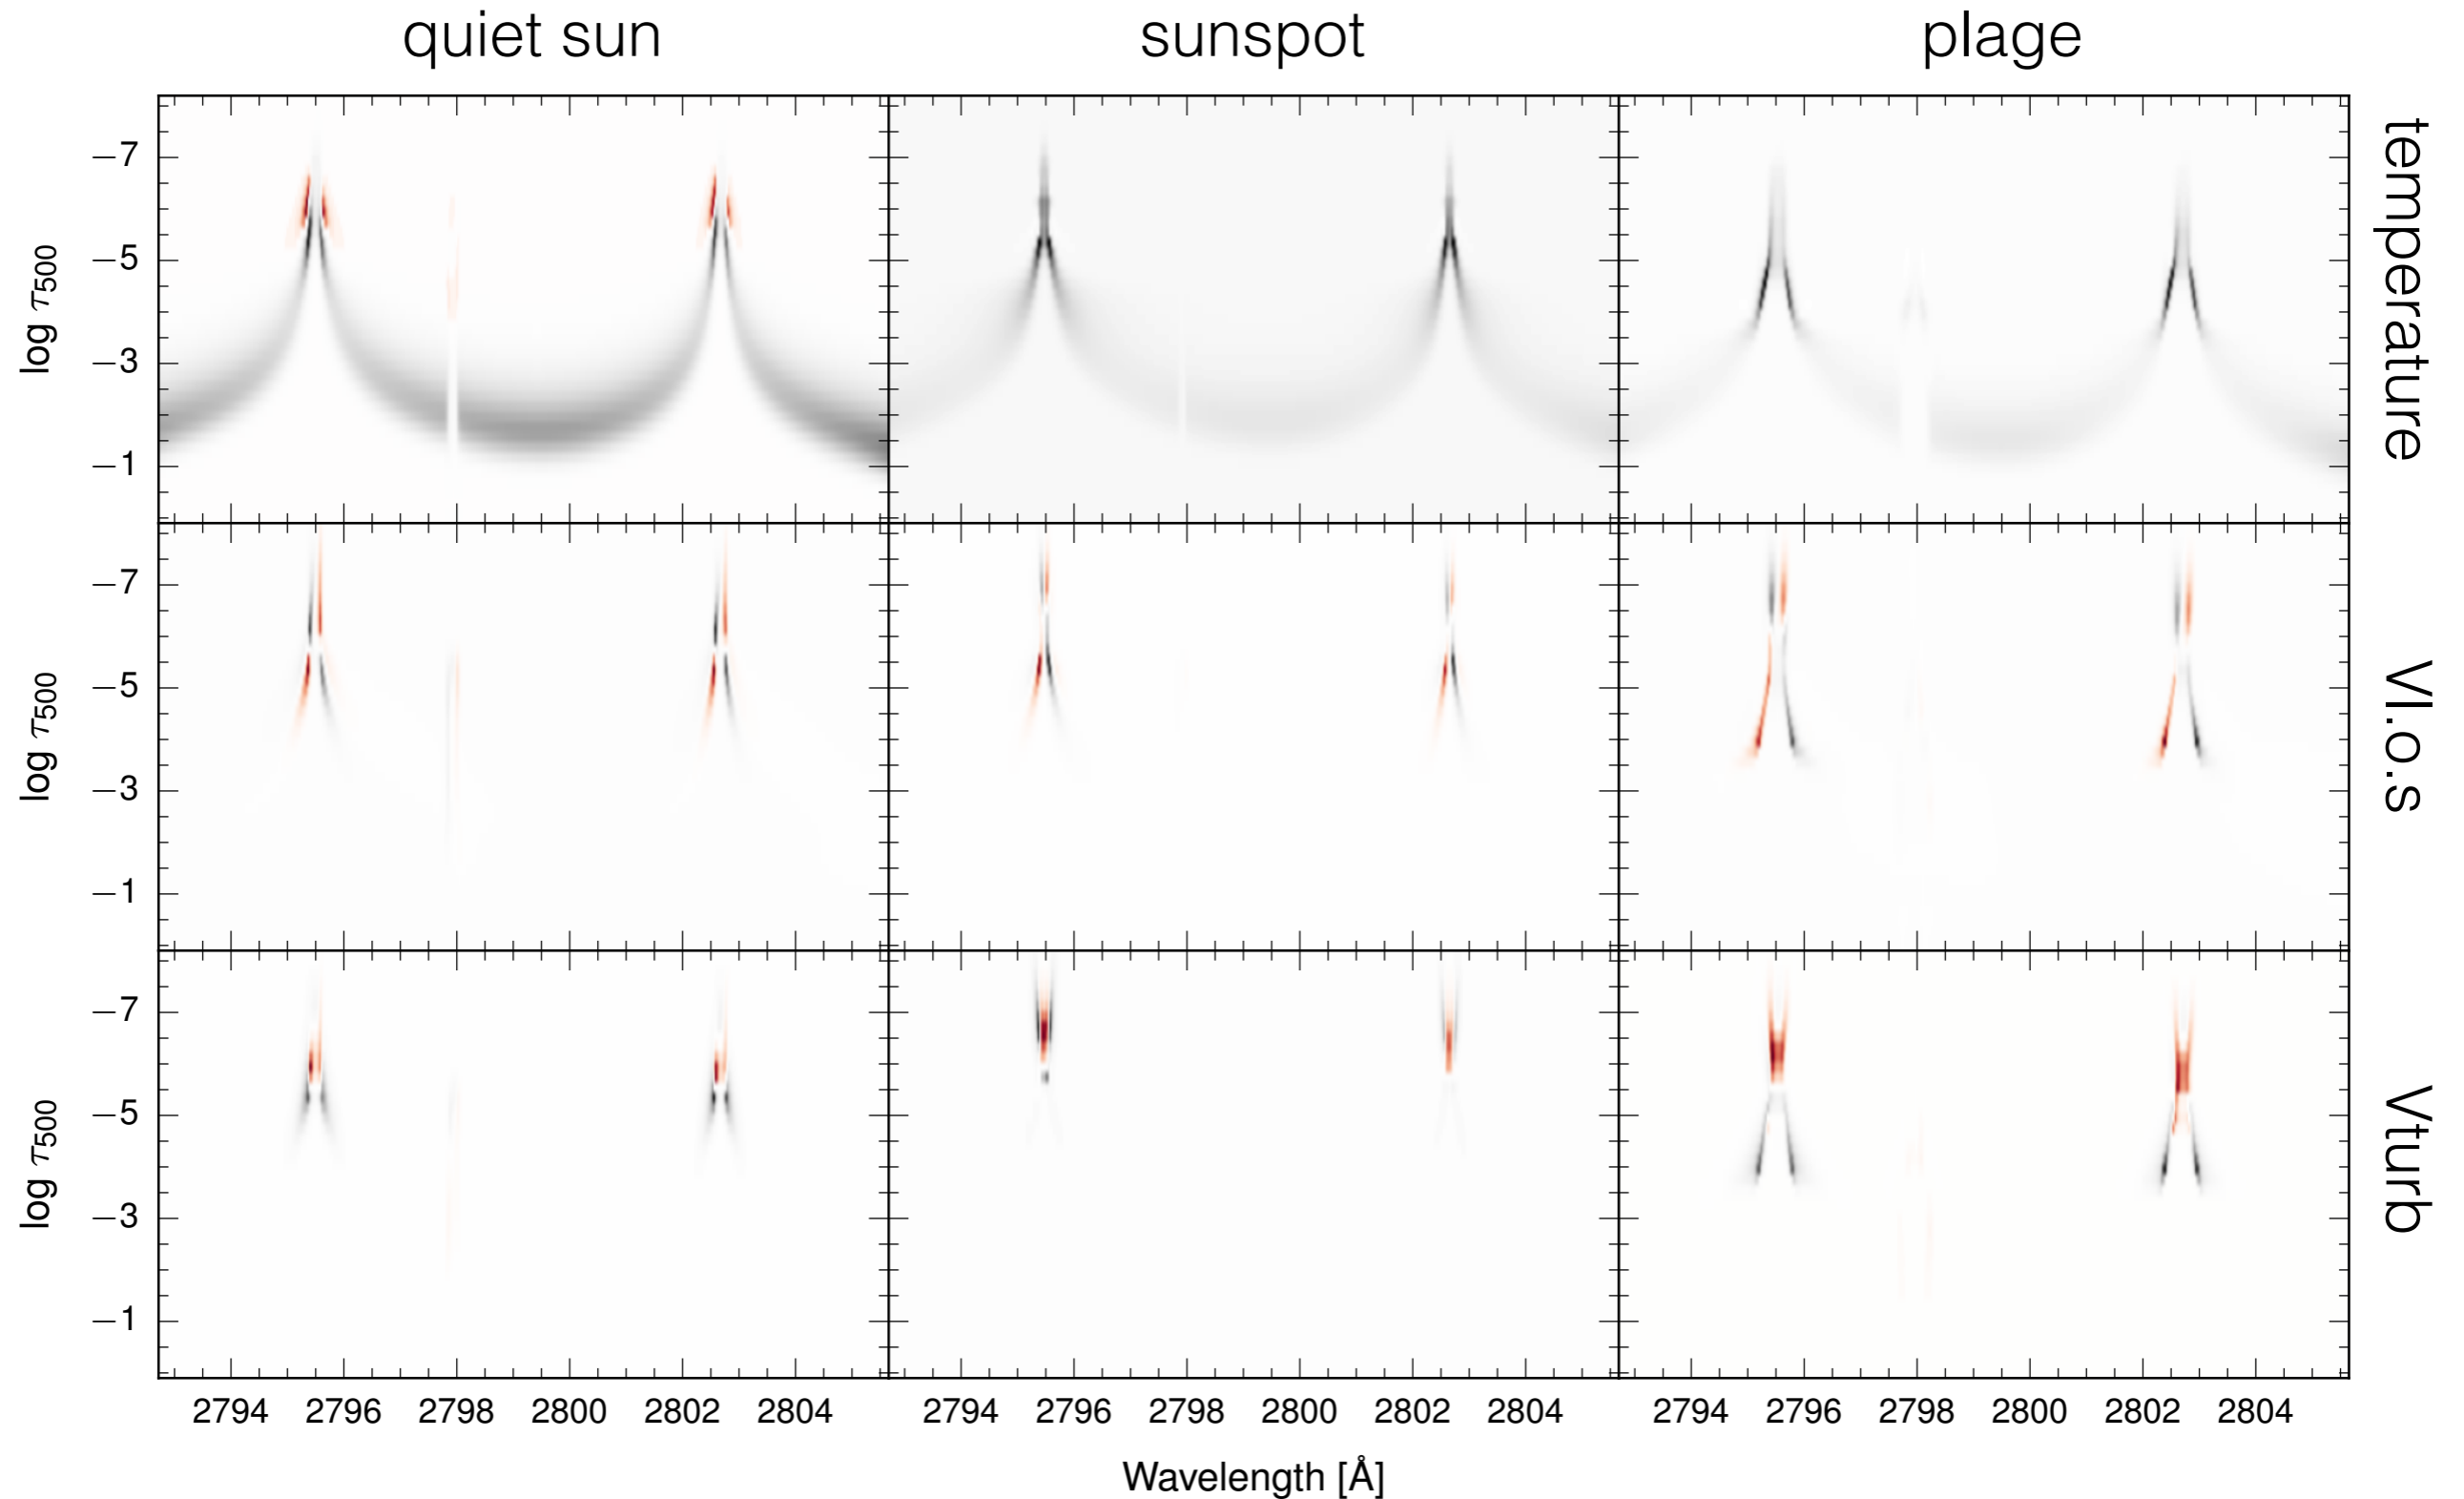 quiet sun sunspot plage
−7
−5
−3
−1
log τ500
temperature
−7
−5
−3
−1
log τ500
Vl.o.s
−7
−5
−3
−1
log τ500
Vturb
2794 2796 2798 2800 2802 2804 2794 2796 2798 2800 2802 2804 2794 2796 2798 2800 2802 2804
Wavelength [Å]